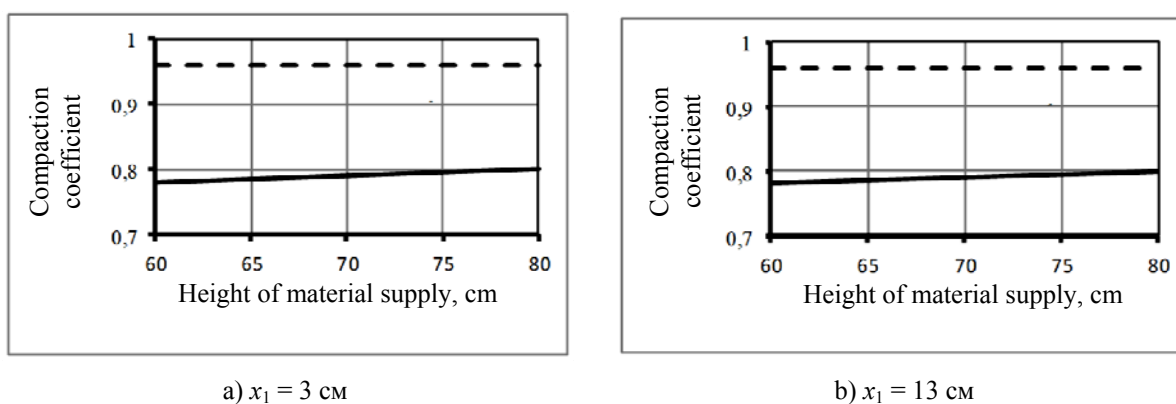 Compaction
coefficient
1
0,9
0,8
0,7
60 65 70 75 80
Height of material supply, cm
a) x₁ = 3 см
Compaction
coefficient
1
0,9
0,8
0,7
60 65 70 75 80
Height of material supply, cm
b) x₁ = 13 см